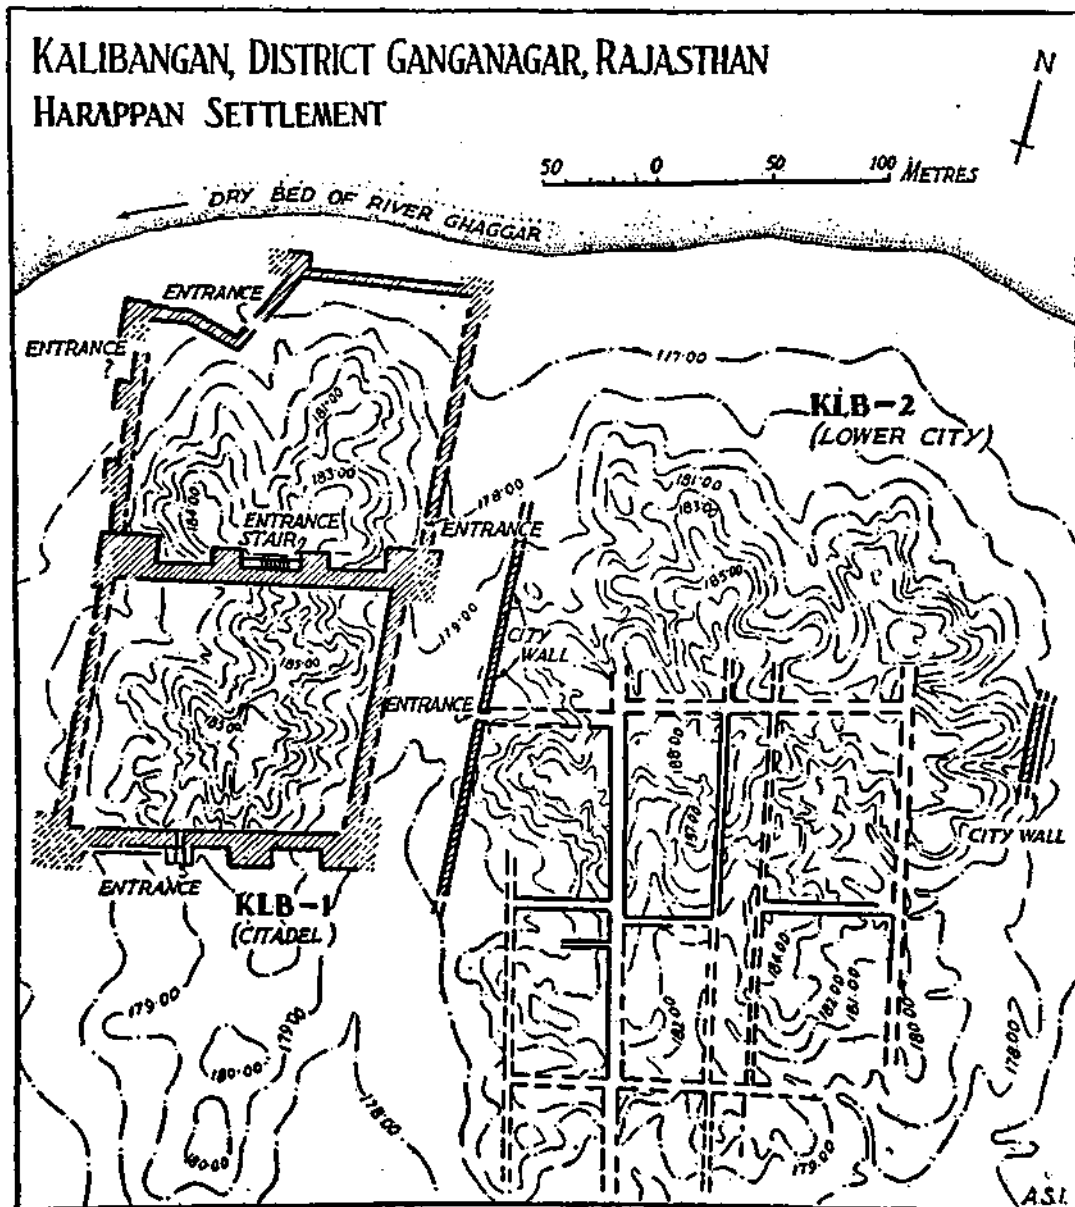 KALIBANGAN, DISTRICT GANGANAGAR, RAJASTHAN
HARAPPAN SETTLEMENT
N
50 0 50 100 METRES
DRY BED OF RIVER GHAGGAR
ENTRANCE
ENTRANCE
?
117.00
KLB-2
(LOWER CITY)
181.00
183.00
184.00
178.00
181.00
183.00
ENTRANCE
STAIR
ENTRANCE
185.00
179.00
CITY
WALL
185.00
ENTRANCE
183.00
188.00
187.00
CITY WALL
ENTRANCE
KLB-1
(CITADEL)
184.00
182.00
181.00
180.00
179.00
179.00
182.00
178.00
180.00
178.00
180.00
179.00
A.S.I.